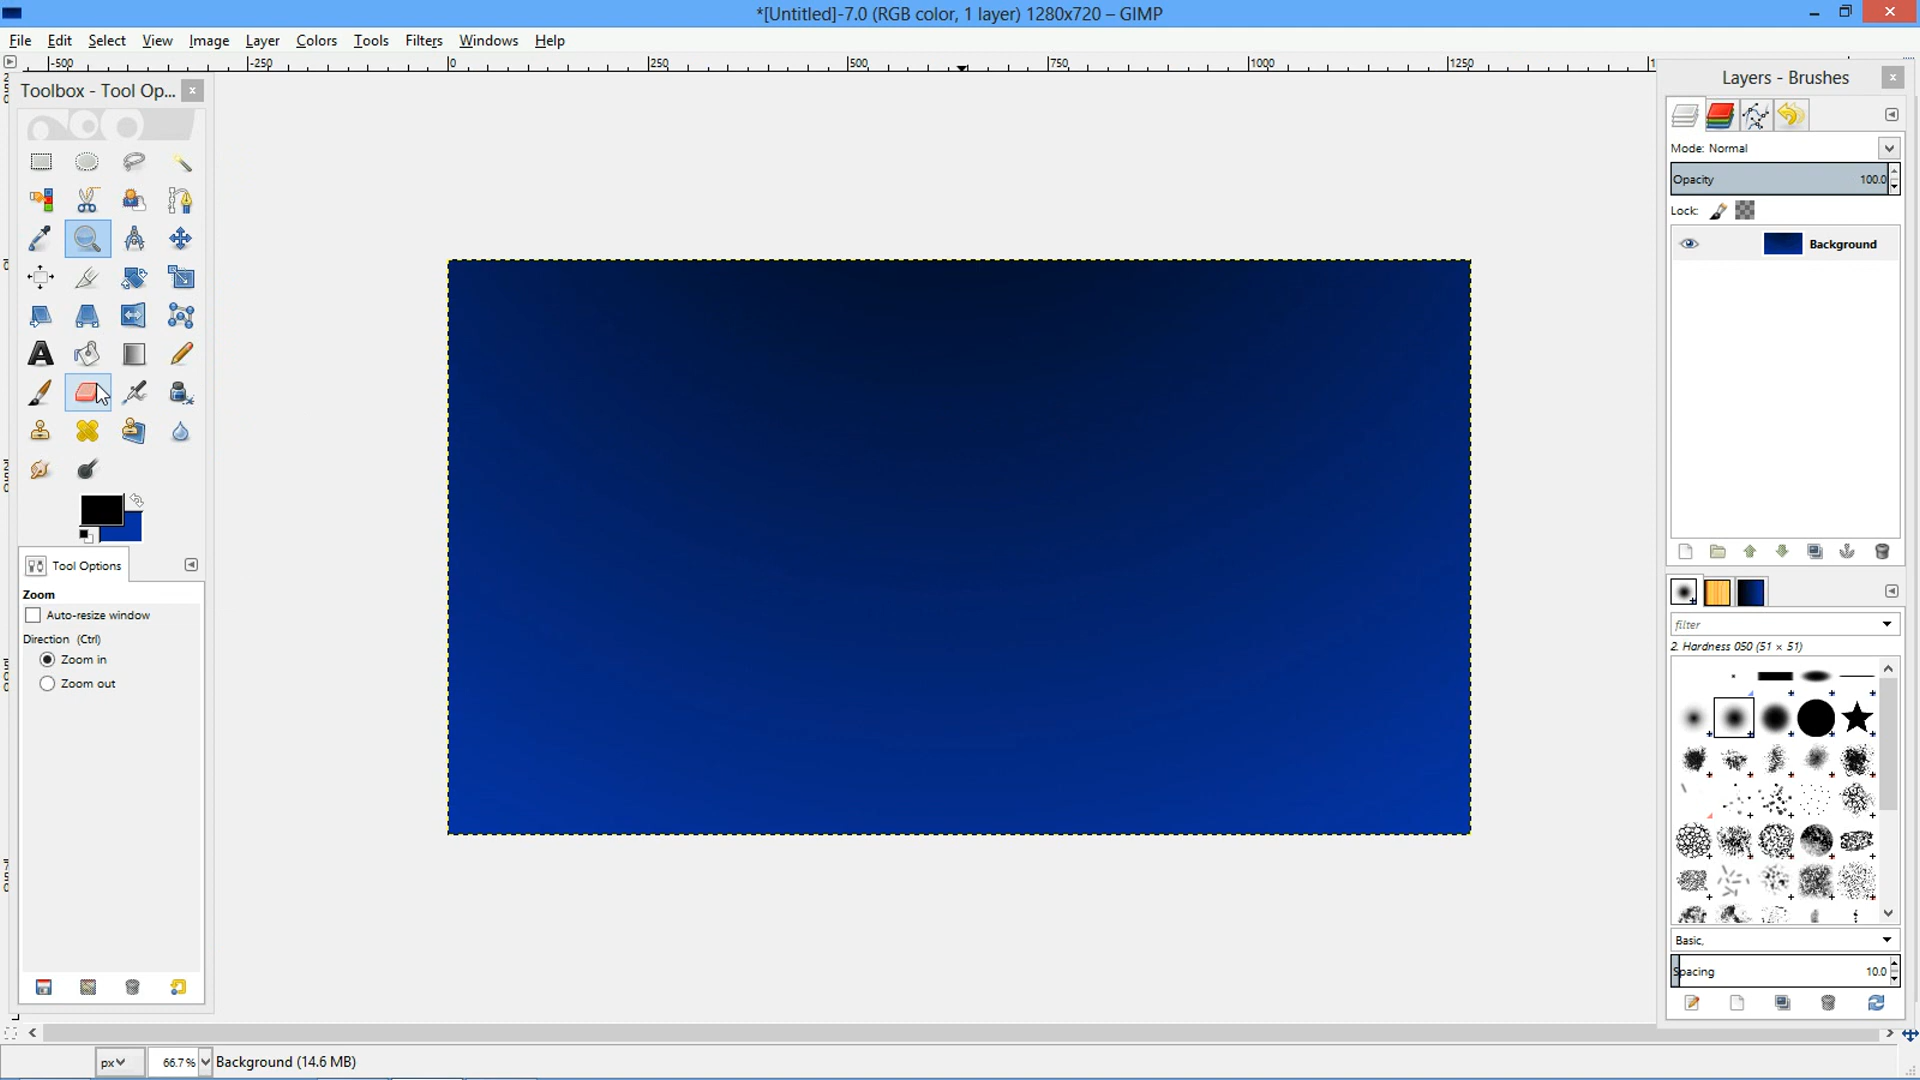 *[Untitled]-7.0 (RGB color, 1 layer) 1280x720 – GIMP
File Edit Select View Image Layer Colors Tools Filters Windows Help
-500 -250 0 250 500 750 1000 1250
Toolbox - Tool Op...
Layers - Brushes
Mode: Normal
Opacity 100.0
Lock:
Background
Tool Options
Zoom
Auto-resize window
Direction (Ctrl)
Zoom in
Zoom out
filter
2. Hardness 050 (51 × 51)
Basic,
Spacing 10.0
px 66.7% Background (14.6 MB)